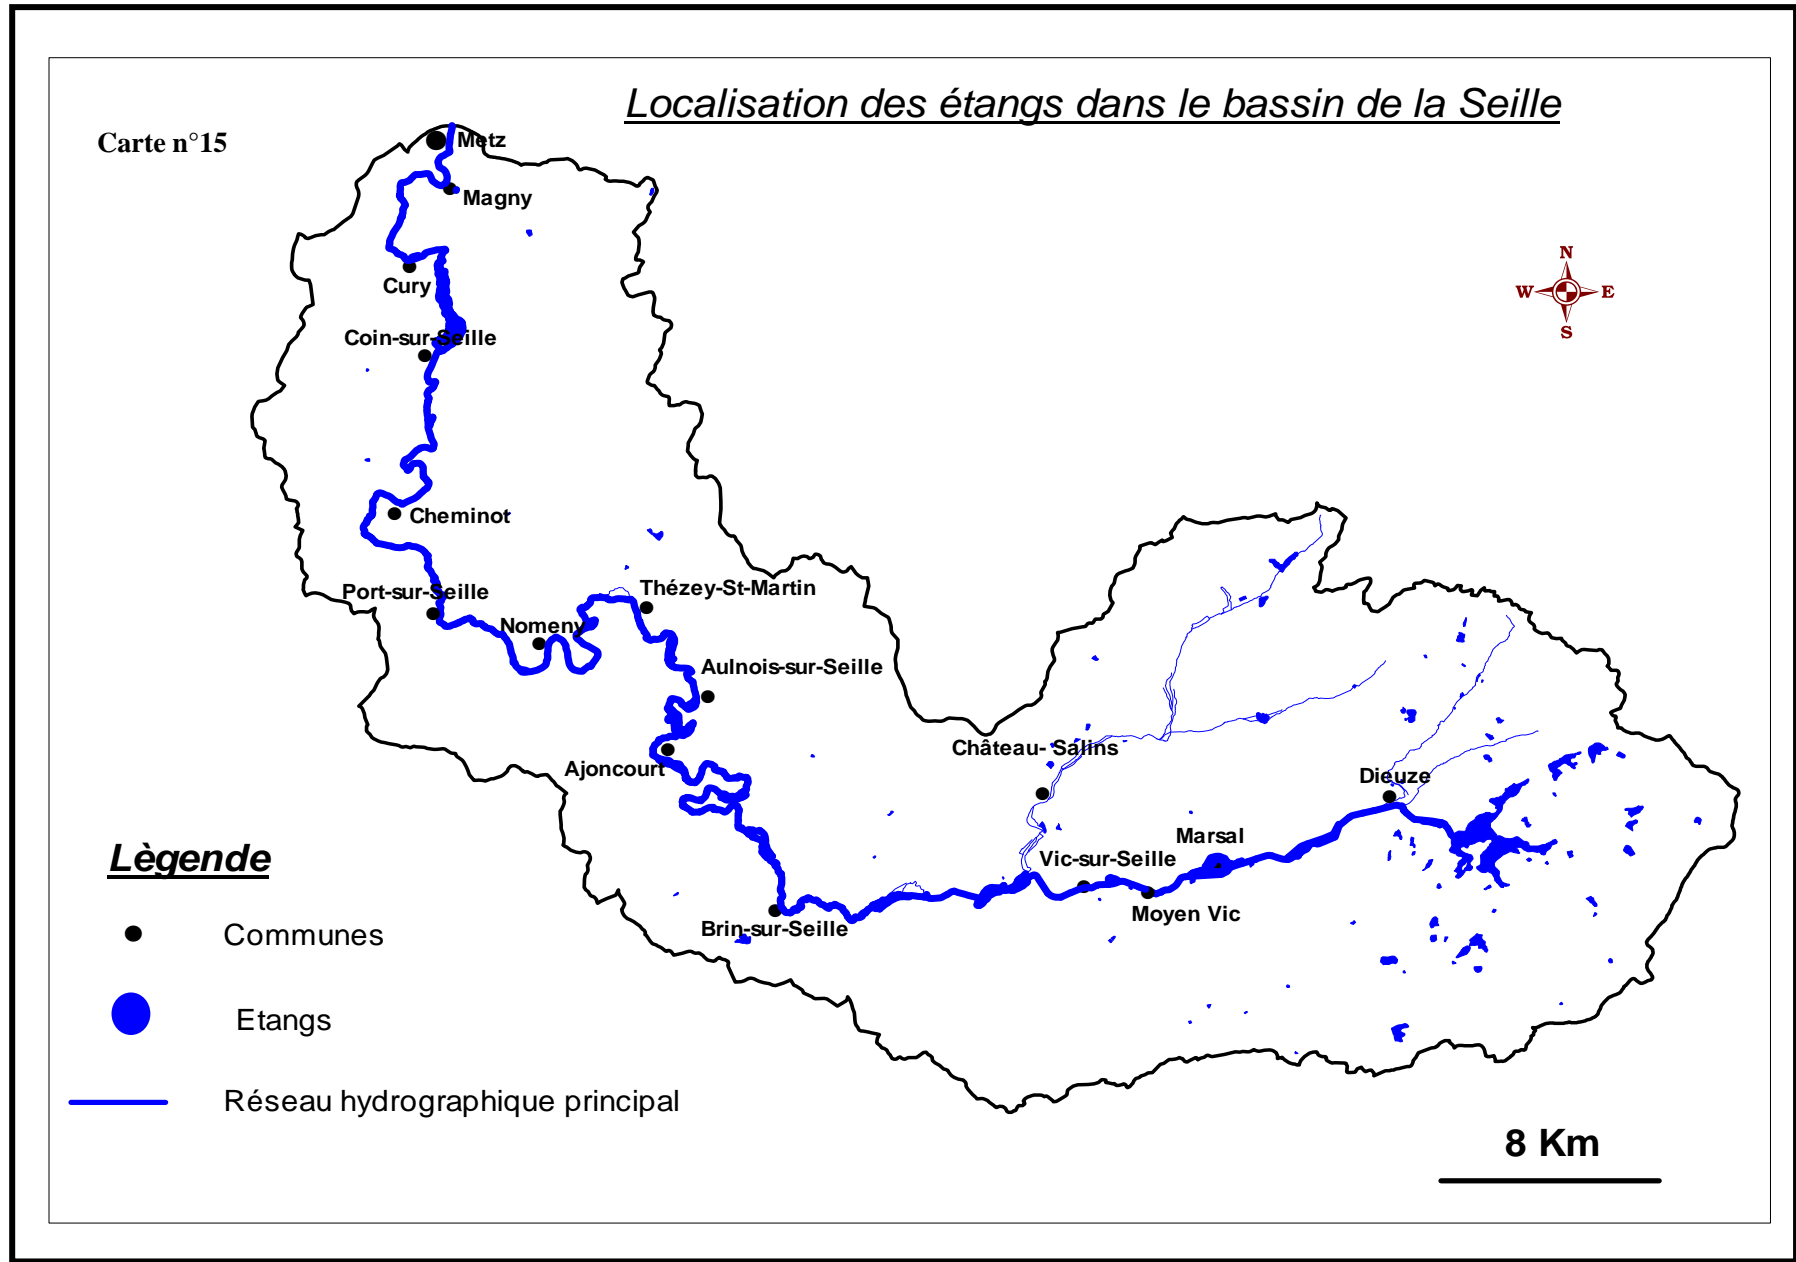 Localisation des étangs dans le bassin de la Seille
Carte n°15
Metz
Magny
Cury
Coin-sur-Seille
Cheminot
Port-sur-Seille
Nomeny
Thézey-St-Martin
Aulnois-sur-Seille
Ajoncourt
Brin-sur-Seille
Château- Salins
Vic-sur-Seille
Moyen Vic
Marsal
Dieuze
N
W
E
S
Lègende
Communes
Etangs
Réseau hydrographique principal
8 Km